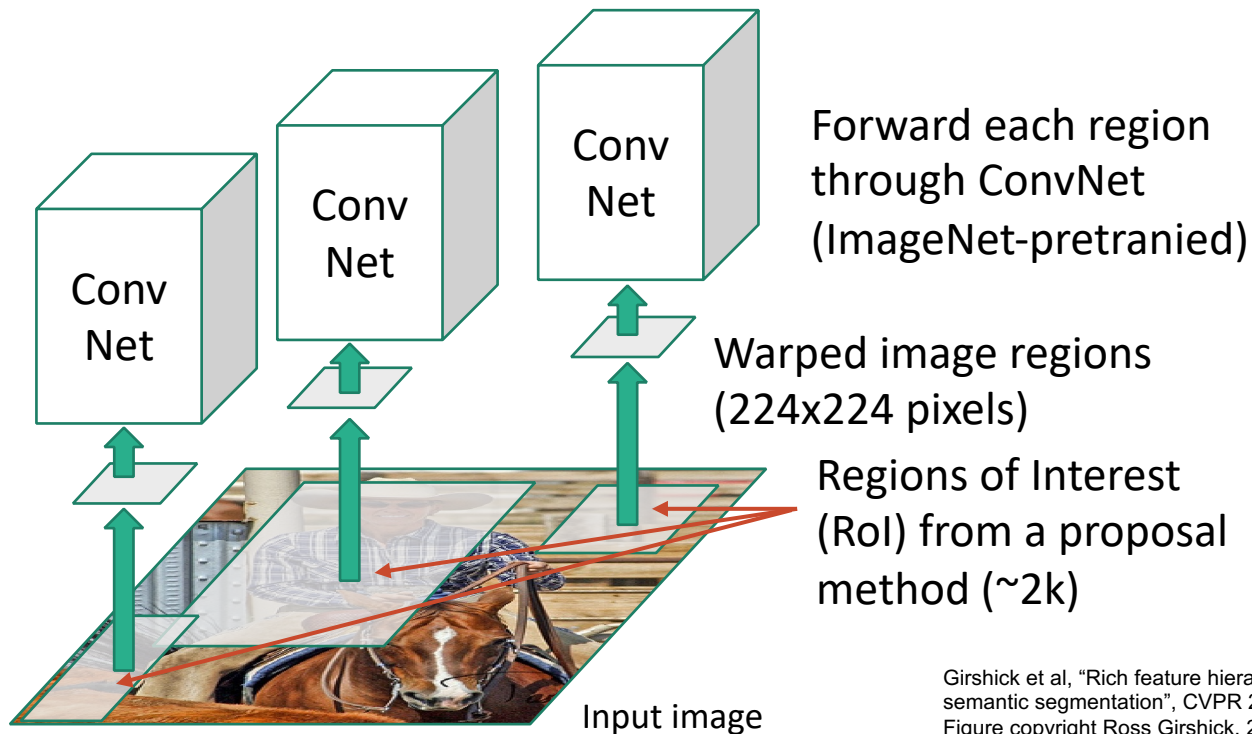 Conv
Net
Conv
Net
Conv
Net
Forward each region
through ConvNet
(ImageNet-pretranied)
Warped image regions
(224x224 pixels)
Regions of Interest
(RoI) from a proposal
method (~2k)
Input image
Girshick et al, “Rich feature hiera
semantic segmentation”, CVPR 2
Figure copyright Ross Girshick, 2